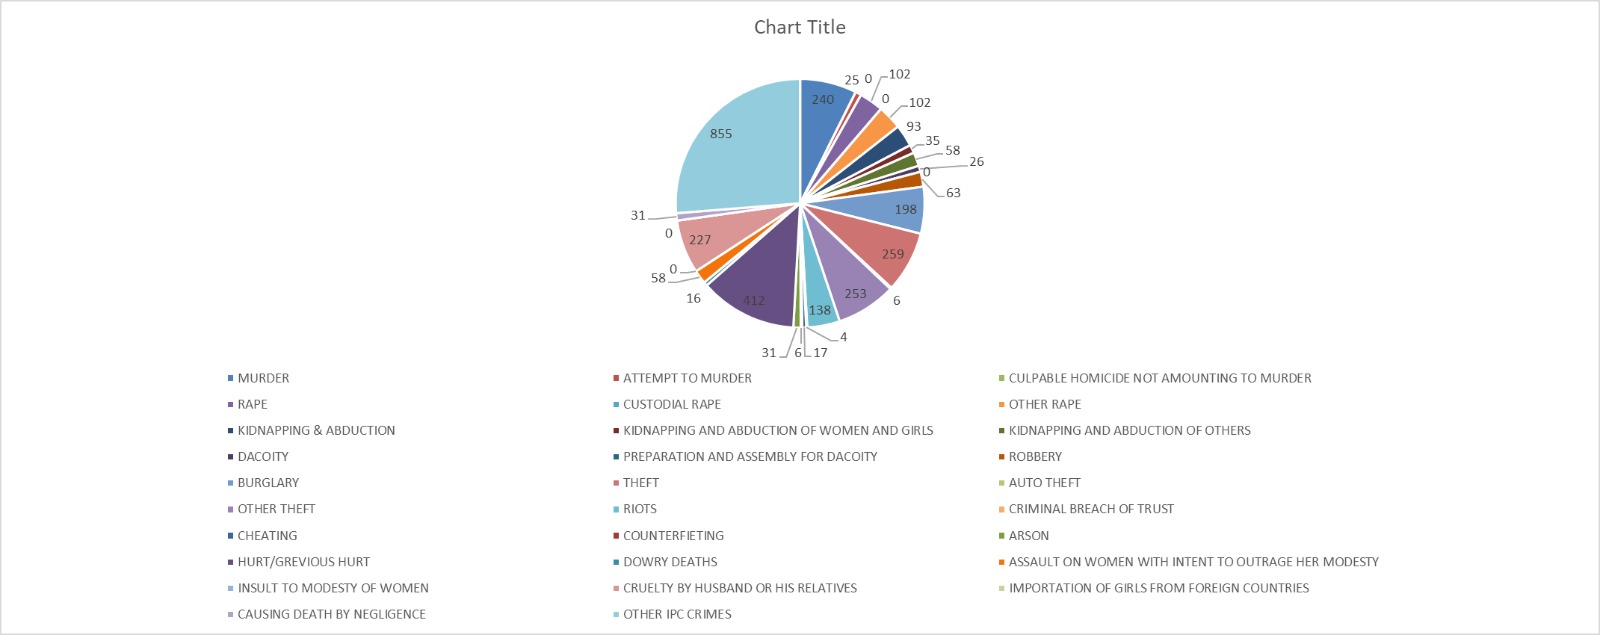 Chart Title
240
25
0
102
0
102
93
35
58
26
0
63
198
259
6
253
138
4
17
6
31
412
16
58
0
227
0
31
855
MURDER
ATTEMPT TO MURDER
CULPABLE HOMICIDE NOT AMOUNTING TO MURDER
RAPE
CUSTODIAL RAPE
OTHER RAPE
KIDNAPPING & ABDUCTION
KIDNAPPING AND ABDUCTION OF WOMEN AND GIRLS
KIDNAPPING AND ABDUCTION OF OTHERS
DACOITY
PREPARATION AND ASSEMBLY FOR DACOITY
ROBBERY
BURGLARY
THEFT
AUTO THEFT
OTHER THEFT
RIOTS
CRIMINAL BREACH OF TRUST
CHEATING
COUNTERFIETING
ARSON
HURT/GREVIOUS HURT
DOWRY DEATHS
ASSAULT ON WOMEN WITH INTENT TO OUTRAGE HER MODESTY
INSULT TO MODESTY OF WOMEN
CRUELTY BY HUSBAND OR HIS RELATIVES
IMPORTATION OF GIRLS FROM FOREIGN COUNTRIES
CAUSING DEATH BY NEGLIGENCE
OTHER IPC CRIMES